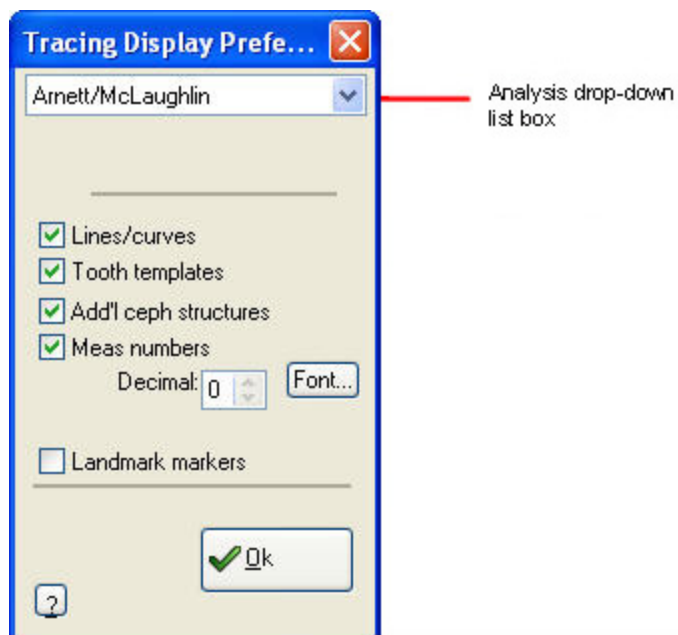 Tracing Display Prefe...
Arnett/McLaughlin
Analysis drop-down
list box
Lines/curves
Tooth templates
Add'l ceph structures
Meas numbers
Decimal: 0 Font...
Landmark markers
Ok
?